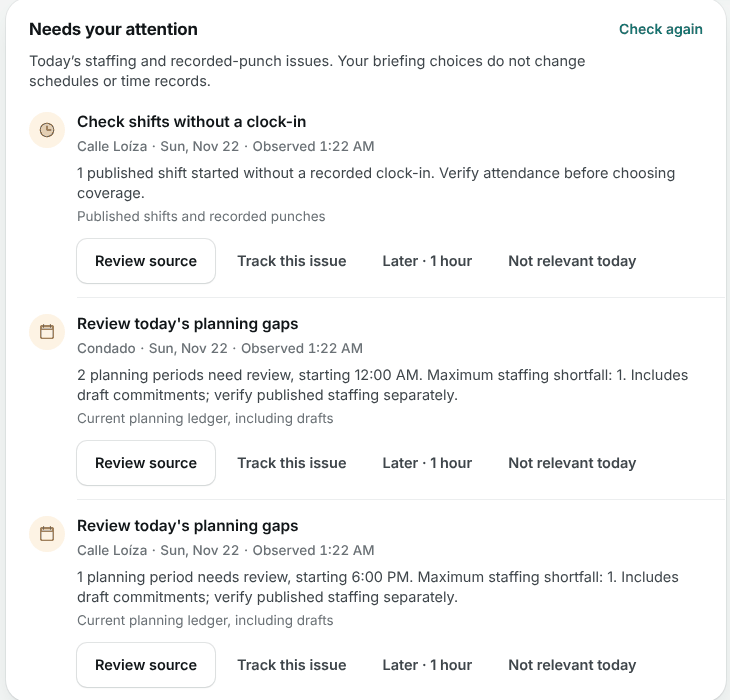 Needs your attention
Check again
Today’s staffing and recorded-punch issues. Your briefing choices do not change
schedules or time records.
Check shifts without a clock-in
Calle Loíza · Sun, Nov 22 · Observed 1:22 AM
1 published shift started without a recorded clock-in. Verify attendance before choosing
coverage.
Published shifts and recorded punches
Review source Track this issue Later · 1 hour Not relevant today
Review today's planning gaps
Condado · Sun, Nov 22 · Observed 1:22 AM
2 planning periods need review, starting 12:00 AM. Maximum staffing shortfall: 1. Includes
draft commitments; verify published staffing separately.
Current planning ledger, including drafts
Review source Track this issue Later · 1 hour Not relevant today
Review today's planning gaps
Calle Loíza · Sun, Nov 22 · Observed 1:22 AM
1 planning period needs review, starting 6:00 PM. Maximum staffing shortfall: 1. Includes
draft commitments; verify published staffing separately.
Current planning ledger, including drafts
Review source Track this issue Later · 1 hour Not relevant today